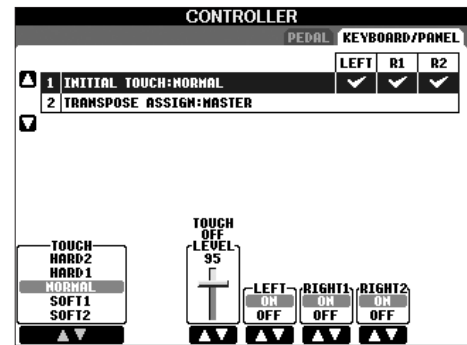 CONTROLLER
PEDAL KEYBOARD/PANEL
LEFT R1 R2
1 INITIAL TOUCH:NORMAL
2 TRANSPOSE ASSIGN:MASTER
TOUCH
OFF
LEVEL
95
TOUCH
HARD2
HARD1
NORMAL
SOFT1
SOFT2
LEFT
ON
OFF
RIGHT1
ON
OFF
RIGHT2
ON
OFF